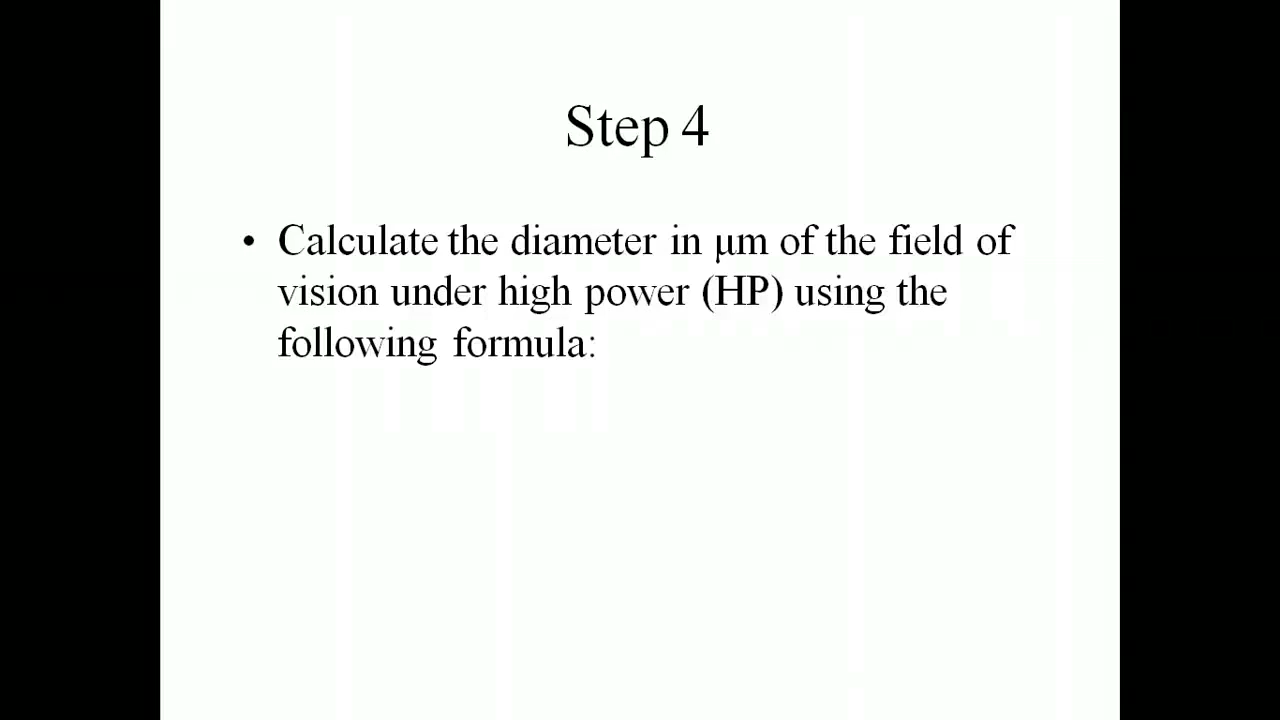 Step 4
• Calculate the diameter in μm of the field of
vision under high power (HP) using the
following formula: